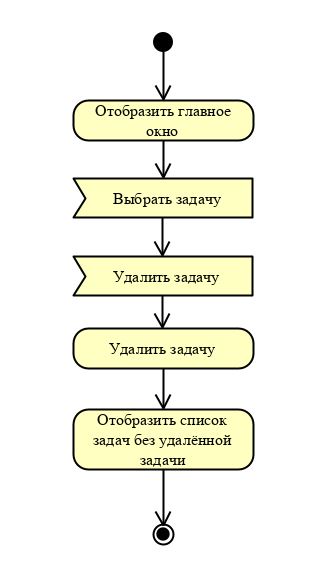 Отобразить главное
окно
Выбрать задачу
Удалить задачу
Удалить задачу
Отобразить список
задач без удалённой
задачи